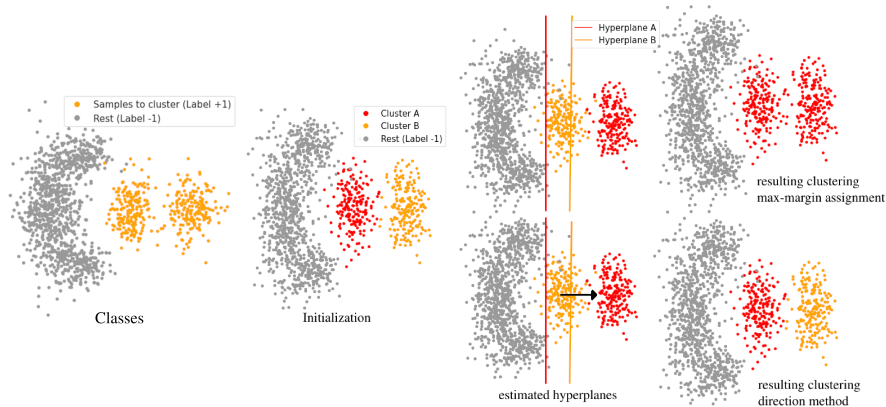 Samples to cluster (Label +1)
Rest (Label -1)
Classes
Cluster A
Cluster B
Rest (Label -1)
Initialization
Hyperplane A
Hyperplane B
estimated hyperplanes
resulting clustering
max-margin assignment
resulting clustering
direction method